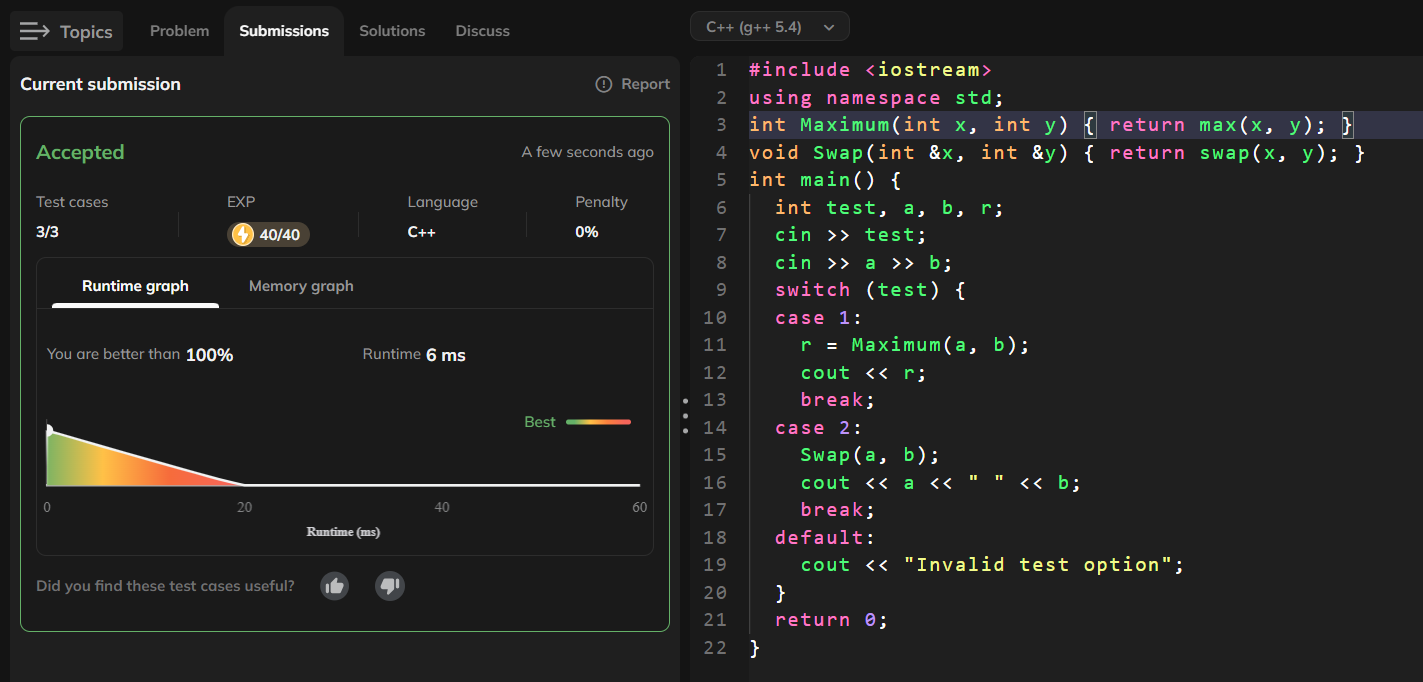 Topics
Problem
Submissions
Solutions
Discuss
Current submission
Report
Accepted
A few seconds ago
Test cases
EXP
Language
Penalty
3/3
40/40
C++
0%
Runtime graph
Memory graph
You are better than 100%
Runtime 6 ms
Best
0 20 40 60
Runtime (ms)
Did you find these test cases useful?
C++ (g++ 5.4)
1 #include <iostream>
2 using namespace std;
3 int Maximum(int x, int y) { return max(x, y); }
4 void Swap(int &x, int &y) { return swap(x, y); }
5 int main() {
6   int test, a, b, r;
7   cin >> test;
8   cin >> a >> b;
9   switch (test) {
10   case 1:
11     r = Maximum(a, b);
12     cout << r;
13     break;
14   case 2:
15     Swap(a, b);
16     cout << a << " " << b;
17     break;
18   default:
19     cout << "Invalid test option";
20   }
21   return 0;
22 }